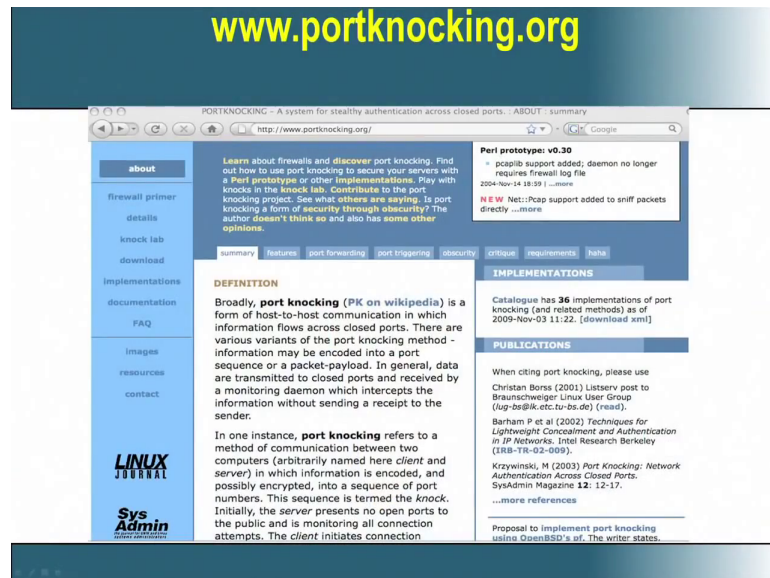 www.portknocking.org
PORTKNOCKING - A system for stealthy authentication across closed ports. : ABOUT : summary
http://www.portknocking.org/
Google
about
firewall primer
details
knock lab
download
implementations
documentation
FAQ
images
resources
contact
LINUX
JOURNAL
Sys
Admin
Learn about firewalls and discover port knocking. Find
out how to use port knocking to secure your servers with
a Perl prototype or other implementations. Play with
knocks in the knock lab. Contribute to the port
knocking project. See what others are saying. Is port
knocking a form of security through obscurity? The
author doesn't think so and also has some other
opinions.
Perl prototype: v0.30
pcaplib support added; daemon no longer
requires firewall log file
2004-Nov-14 18:59 | ...more
NEW Net::Pcap support added to sniff packets
directly ...more
summary features port forwarding port triggering obscurity critique requirements haha
DEFINITION
Broadly, port knocking (PK on wikipedia) is a
form of host-to-host communication in which
information flows across closed ports. There are
various variants of the port knocking method -
information may be encoded into a port
sequence or a packet-payload. In general, data
are transmitted to closed ports and received by
a monitoring daemon which intercepts the
information without sending a receipt to the
sender.
In one instance, port knocking refers to a
method of communication between two
computers (arbitrarily named here client and
server) in which information is encoded, and
possibly encrypted, into a sequence of port
numbers. This sequence is termed the knock.
Initially, the server presents no open ports to
the public and is monitoring all connection
attempts. The client initiates connection
IMPLEMENTATIONS
Catalogue has 36 implementations of port
knocking (and related methods) as of
2009-Nov-03 11:22. [download xml]
PUBLICATIONS
When citing port knocking, please use
Christian Borss (2001) Listserv post to
Braunschweiger Linux User Group
(lug-bs@lk.etc.tu-bs.de) (read).
Barham P et al (2002) Techniques for
Lightweight Concealment and Authentication
in IP Networks. Intel Research Berkeley
(IRB-TR-02-009).
Krzywinski, M (2003) Port Knocking: Network
Authentication Across Closed Ports.
SysAdmin Magazine 12: 12-17.
...more references
Proposal to implement port knocking
using OpenBSD's pf. The writer states,